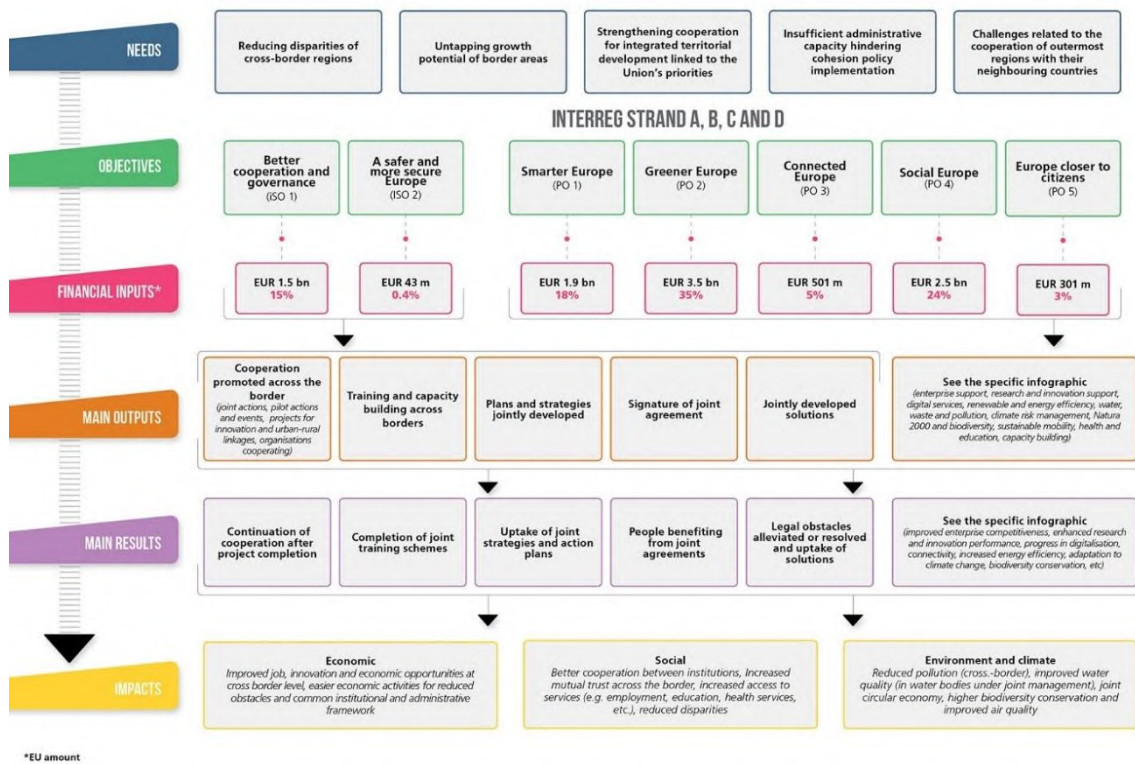 NEEDS
Reducing disparities of
cross-border regions
Untapping growth
potential of border areas
Strengthening cooperation
for integrated territorial
development linked to the
Union's priorities
Insufficient administrative
capacity hindering
cohesion policy
implementation
Challenges related to the
cooperation of outermost
regions with their
neighbouring countries
INTERREG STRAND A, B, C AND D
OBJECTIVES
Better
cooperation and
governance
(iSO 1)
A safer and
more secure
Europe
(ISO 2)
Smarter Europe
(PO 1)
Greener Europe
(PO 2)
Connected
Europe
(PO 3)
Social Europe
(PO 4)
Europe closer to
citizens
(PO 5)
FINANCIAL INPUTS*
EUR 1.5 bn
15%
EUR 43 m
0.4%
EUR 1.9 bn
18%
EUR 3.5 bn
35%
EUR 501 m
5%
EUR 2.5 bn
24%
EUR 301 m
3%
MAIN OUTPUTS
Cooperation
promoted across the
border
(joint actions, pilot actions
and events, projects for
innovation and urban-rural
linkages, organisations
cooperating)
Training and capacity
building across
borders
Plans and strategies
jointly developed
Signature of joint
agreement
Jointly developed
solutions
See the specific infographic
(enterprise support, research and innovation support,
digital services, renewable and energy efficiency, water,
waste and pollution, climate risk management, Natura
2000 and biodiversity, sustainable mobility, health and
education, capacity building)
MAIN RESULTS
Continuation of
cooperation after
project completion
Completion of joint
training schemes
Uptake of joint
strategies and action
plans
People benefiting
from joint
agreements
Legal obstacles
alleviated or resolved
and uptake of
solutions
See the specific infographic
(improved enterprise competitiveness, enhanced research
and innovation performance, progress in digitalisation,
connectivity, increased energy efficiency, adaptation to
climate change, biodiversity conservation, etc)
IMPACTS
Economic
Improved job, innovation and economic opportunities at
cross border level, easier economic activities for reduced
obstacles and common institutional and administrative
framework
Social
Better cooperation between institutions, Increased
mutual trust across the border, increased access to
services (e.g. employment, education, health services,
etc.), reduced disparities
Environment and climate
Reduced pollution (cross.-border), improved water
quality (in water bodies under joint management), joint
circular economy, higher biodiversity conservation and
improved air quality
*EU amount